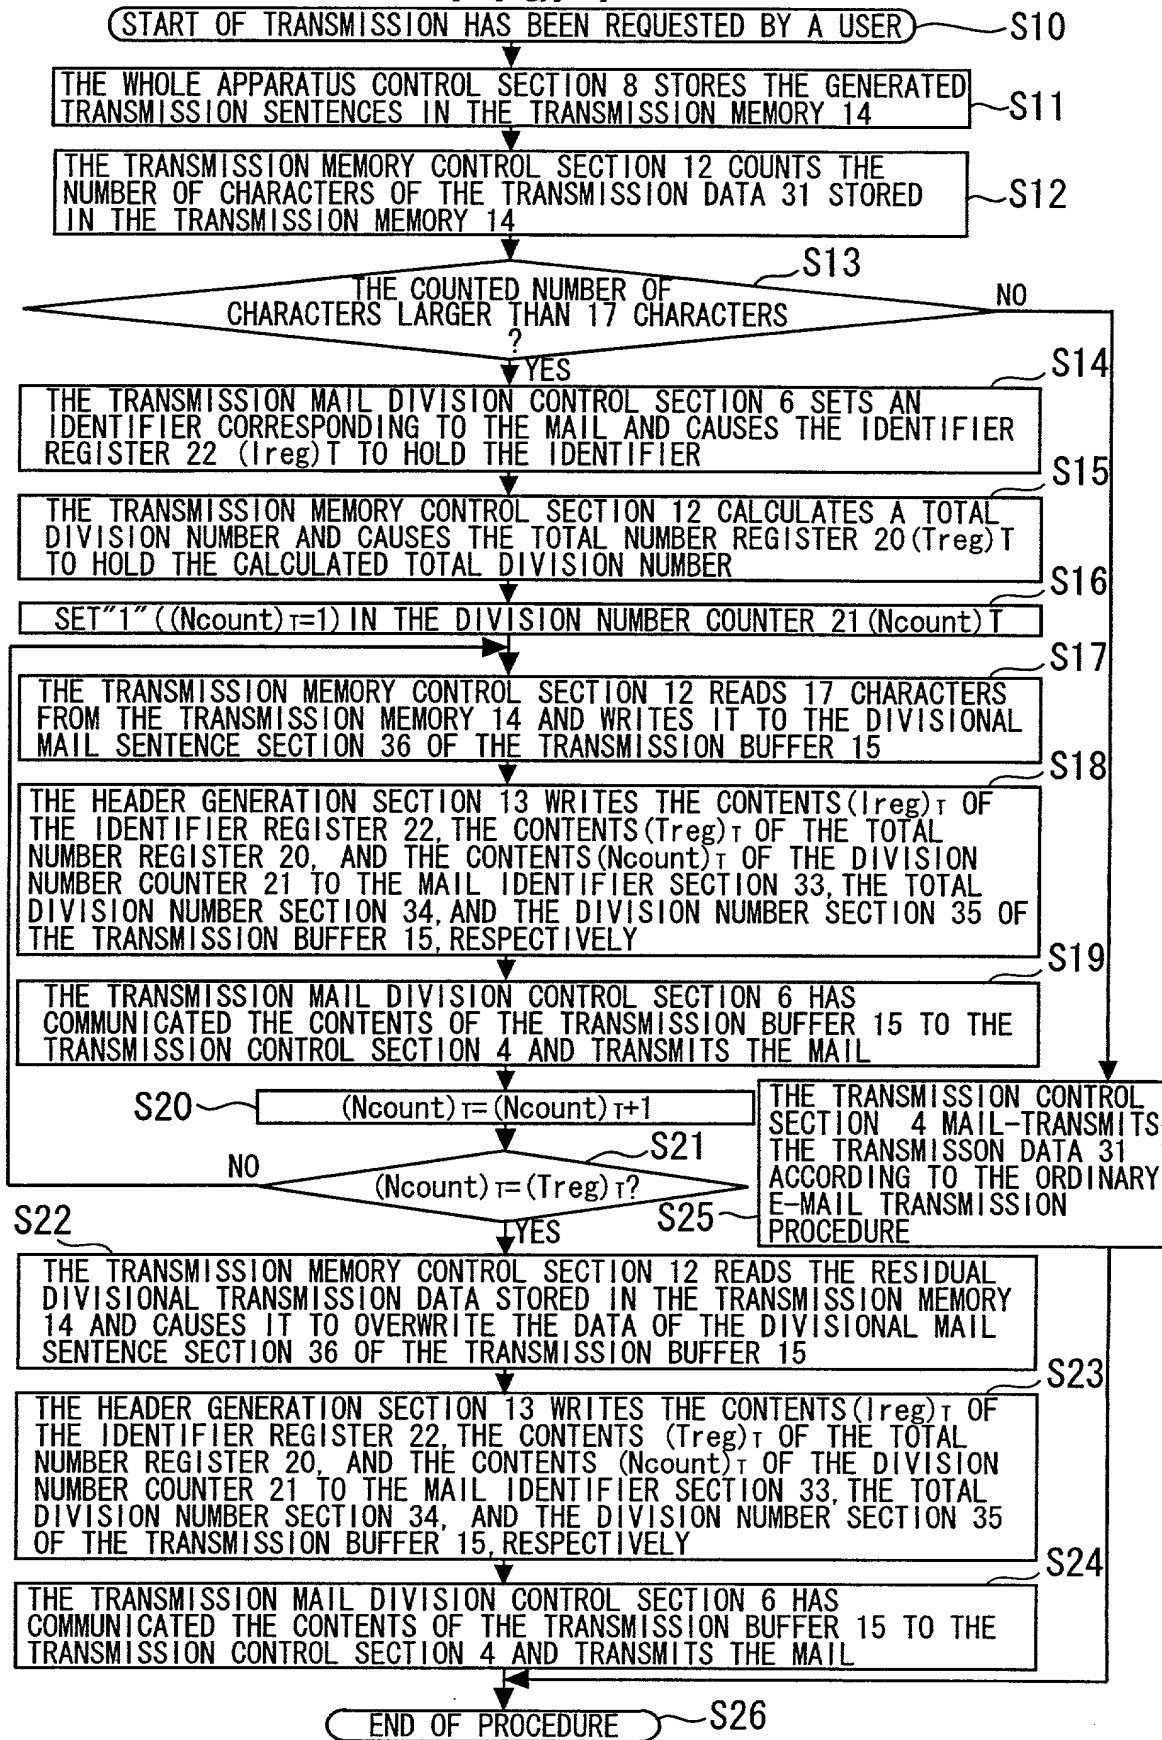 START OF TRANSMISSION HAS BEEN REQUESTED BY A USER
S10
THE WHOLE APPARATUS CONTROL SECTION 8 STORES THE GENERATED
TRANSMISSION SENTENCES IN THE TRANSMISSION MEMORY 14
S11
THE TRANSMISSION MEMORY CONTROL SECTION 12 COUNTS THE
NUMBER OF CHARACTERS OF THE TRANSMISSION DATA 31 STORED
IN THE TRANSMISSION MEMORY 14
S12
S13
THE COUNTED NUMBER OF
CHARACTERS LARGER THAN 17 CHARACTERS
?
NO
YES
S14
THE TRANSMISSION MAIL DIVISION CONTROL SECTION 6 SETS AN
IDENTIFIER CORRESPONDING TO THE MAIL AND CAUSES THE IDENTIFIER
REGISTER 22 (Ireg)T TO HOLD THE IDENTIFIER
S15
THE TRANSMISSION MEMORY CONTROL SECTION 12 CALCULATES A TOTAL
DIVISION NUMBER AND CAUSES THE TOTAL NUMBER REGISTER 20(Treg)T
TO HOLD THE CALCULATED TOTAL DIVISION NUMBER
S16
SET"1"((Ncount)T=1) IN THE DIVISION NUMBER COUNTER 21(Ncount)T
S17
THE TRANSMISSION MEMORY CONTROL SECTION 12 READS 17 CHARACTERS
FROM THE TRANSMISSION MEMORY 14 AND WRITES IT TO THE DIVISIONAL
MAIL SENTENCE SECTION 36 OF THE TRANSMISSION BUFFER 15
S18
THE HEADER GENERATION SECTION 13 WRITES THE CONTENTS(Ireg)T OF
THE IDENTIFIER REGISTER 22, THE CONTENTS(Treg)T OF THE TOTAL
NUMBER REGISTER 20, AND THE CONTENTS(Ncount)T OF THE DIVISION
NUMBER COUNTER 21 TO THE MAIL IDENTIFIER SECTION 33, THE TOTAL
DIVISION NUMBER SECTION 34, AND THE DIVISION NUMBER SECTION 35 OF
THE TRANSMISSION BUFFER 15, RESPECTIVELY
S19
THE TRANSMISSION MAIL DIVISION CONTROL SECTION 6 HAS
COMMUNICATED THE CONTENTS OF THE TRANSMISSION BUFFER 15 TO THE
TRANSMISSION CONTROL SECTION 4 AND TRANSMITS THE MAIL
S20
(Ncount)T=(Ncount)T+1
S21
NO
(Ncount)T=(Treg)T?
YES
THE TRANSMISSION CONTROL
SECTION 4 MAIL-TRANSMITS
THE TRANSMISSON DATA 31
ACCORDING TO THE ORDINARY
E-MAIL TRANSMISSION
PROCEDURE
S25
S22
THE TRANSMISSION MEMORY CONTROL SECTION 12 READS THE RESIDUAL
DIVISIONAL TRANSMISSION DATA STORED IN THE TRANSMISSION MEMORY
14 AND CAUSES IT TO OVERWRITE THE DATA OF THE DIVISIONAL MAIL
SENTENCE SECTION 36 OF THE TRANSMISSION BUFFER 15
S23
THE HEADER GENERATION SECTION 13 WRITES THE CONTENTS(Ireg)T OF
THE IDENTIFIER REGISTER 22, THE CONTENTS (Treg)T OF THE TOTAL
NUMBER REGISTER 20, AND THE CONTENTS (Ncount)T OF THE DIVISION
NUMBER COUNTER 21 TO THE MAIL IDENTIFIER SECTION 33, THE TOTAL
DIVISION NUMBER SECTION 34, AND THE DIVISION NUMBER SECTION 35
OF THE TRANSMISSION BUFFER 15, RESPECTIVELY
S24
THE TRANSMISSION MAIL DIVISION CONTROL SECTION 6 HAS
COMMUNICATED THE CONTENTS OF THE TRANSMISSION BUFFER 15 TO THE
TRANSMISSION CONTROL SECTION 4 AND TRANSMITS THE MAIL
END OF PROCEDURE
S26